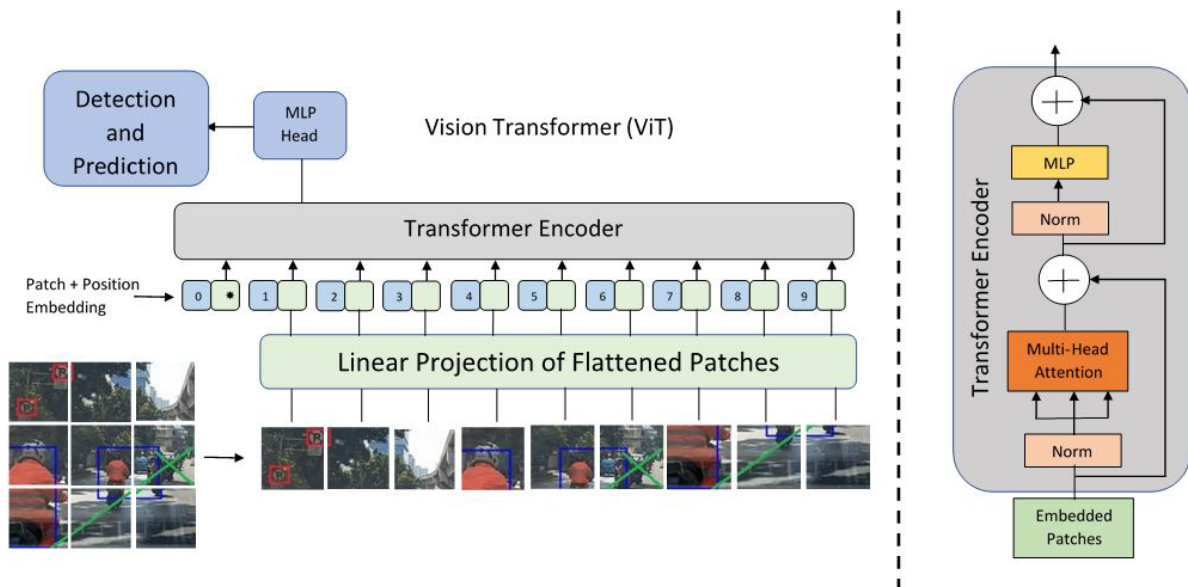 Detection
and
Prediction
MLP
Head
Vision Transformer (ViT)
Transformer Encoder
Patch + Position
Embedding
0 * 1 2 3 4 5 6 7 8 9
Linear Projection of Flattened Patches
Transformer Encoder
MLP
Norm
Multi-Head
Attention
Norm
Embedded
Patches